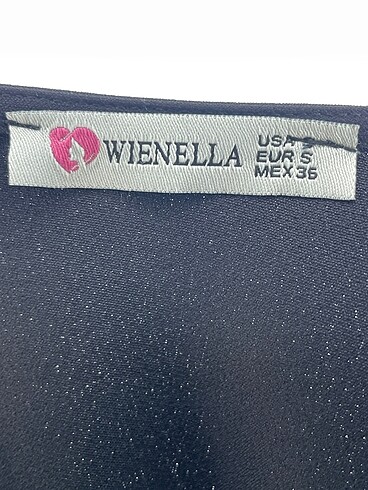 WIENELLA
USA
EUR S
MEX 36